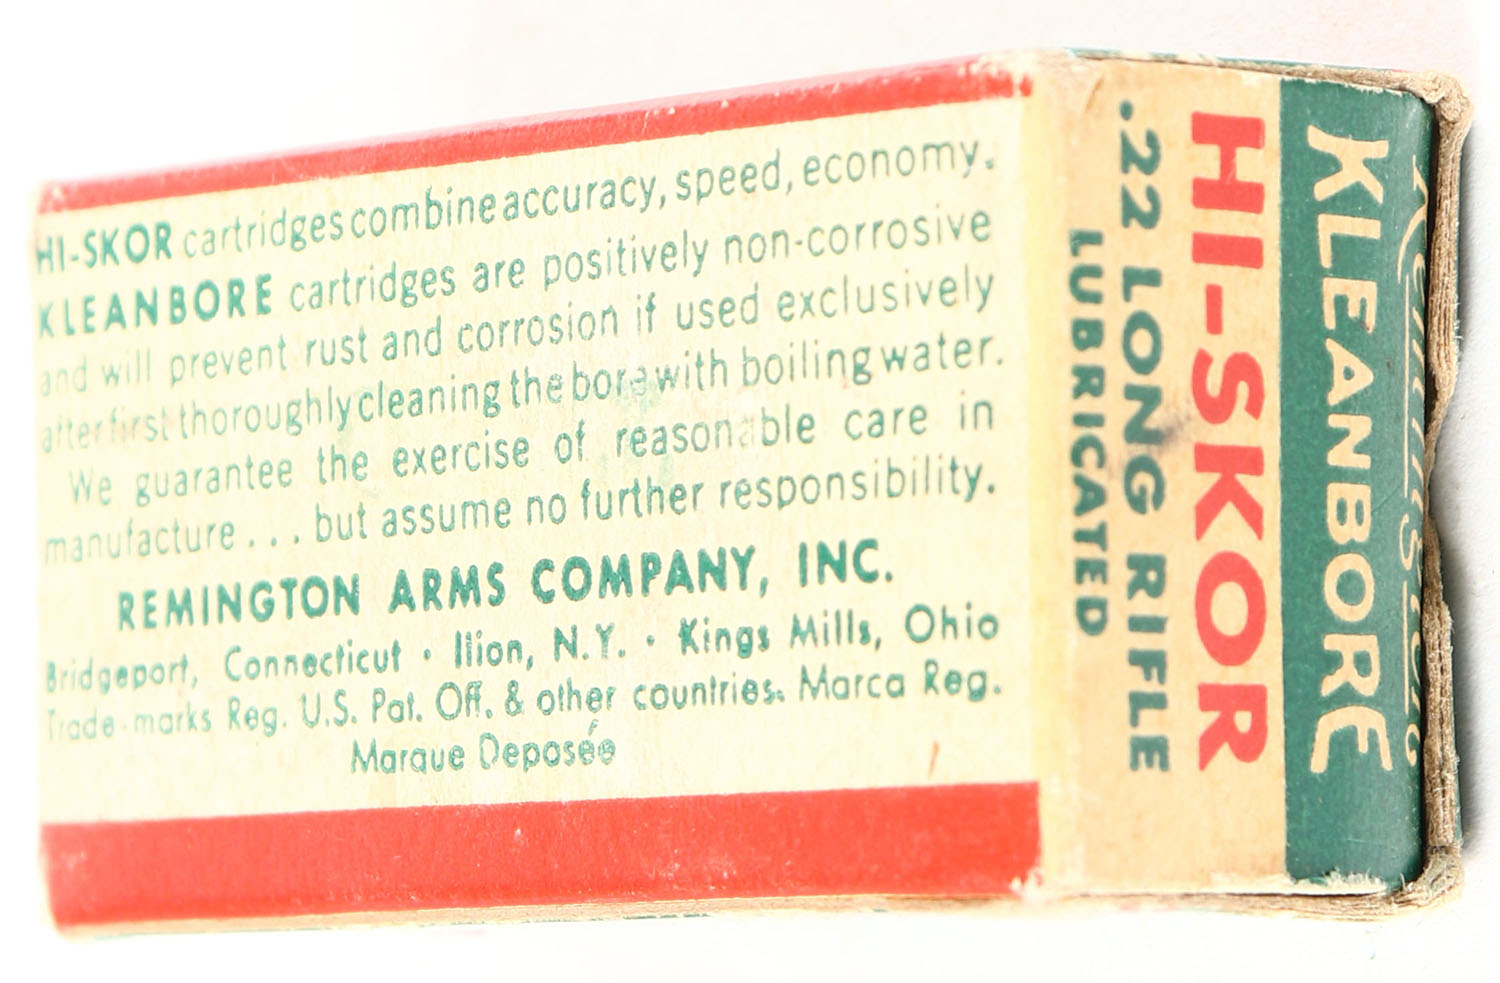 HI-SKOR cartridges combine accuracy, speed, economy.
KLEANBORE cartridges are positively non-corrosive
and will prevent rust and corrosion if used exclusively
after first thoroughly cleaning the bore with boiling water.
We guarantee the exercise of reasonable care in
manufacture... but assume no further responsibility.
REMINGTON ARMS COMPANY, INC.
Bridgeport, Connecticut · Ilion, N.Y. · Kings Mills, Ohio
Trade-marks Reg. U.S. Pat. Off. & other countries. Marca Reg.
Marque Deposée
Remington
KLEANBORE
HI-SKOR
.22 LONG RIFLE
LUBRICATED